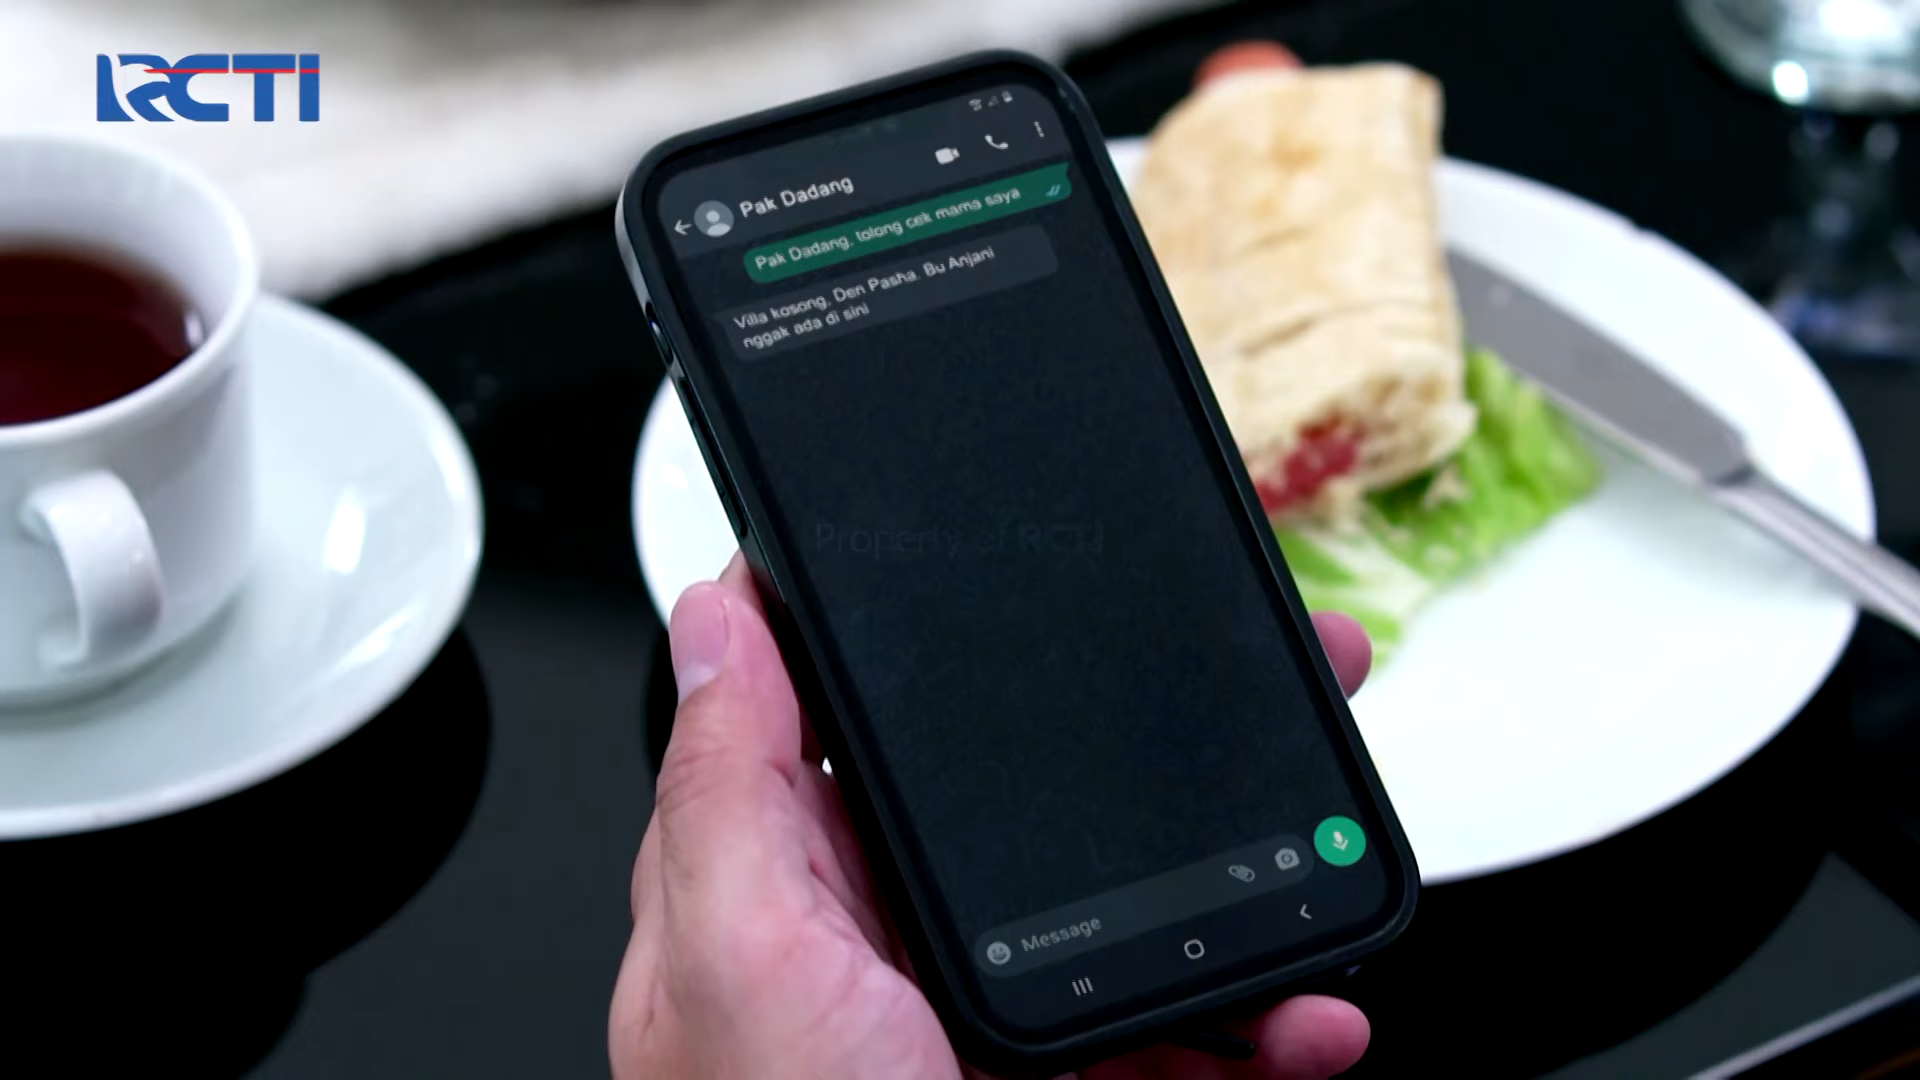 RCTI
Pak Dadang
Pak Dadang, tolong cek mama saya
Villa kosong, Den Pasha. Bu Anjani
nggak ada di sini
Property of RCTI
Message